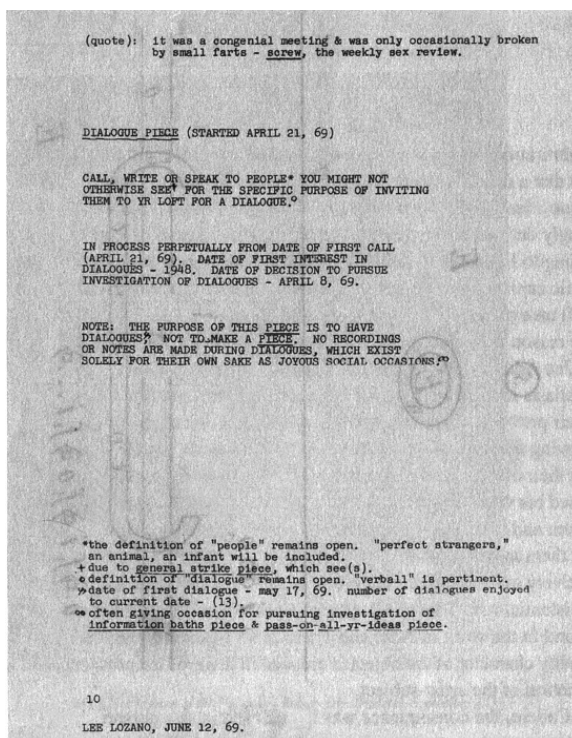 (quote): it was a congenial meeting & was only occasionally broken
by small farts - screw, the weekly sex review.
DIALOGUE PIECE (STARTED APRIL 21, 69)
CALL, WRITE OR SPEAK TO PEOPLE* YOU MIGHT NOT
OTHERWISE SEE+ FOR THE SPECIFIC PURPOSE OF INVITING
THEM TO YR LOFT FOR A DIALOGUE.o
IN PROCESS PERPETUALLY FROM DATE OF FIRST CALL
(APRIL 21, 69). DATE OF FIRST INTEREST IN
DIALOGUES - 1948. DATE OF DECISION TO PURSUE
INVESTIGATION OF DIALOGUES - APRIL 8, 69.
NOTE: THE PURPOSE OF THIS PIECE IS TO HAVE
DIALOGUES, NOT TO MAKE A PIECE. NO RECORDINGS
OR NOTES ARE MADE DURING DIALOGUES, WHICH EXIST
SOLELY FOR THEIR OWN SAKE AS JOYOUS SOCIAL OCCASIONS.∞
*the definition of "people" remains open. "perfect strangers,"
an animal, an infant will be included.
+ due to general strike piece, which see(s).
o definition of "dialogue" remains open. "verball" is pertinent.
date of first dialogue - may 17, 69. number of dialogues enjoyed
to current date - (13).
∞ often giving occasion for pursuing investigation of
information baths piece & pass-on-all-yr-ideas piece.
10
LEE LOZANO, JUNE 12, 69.